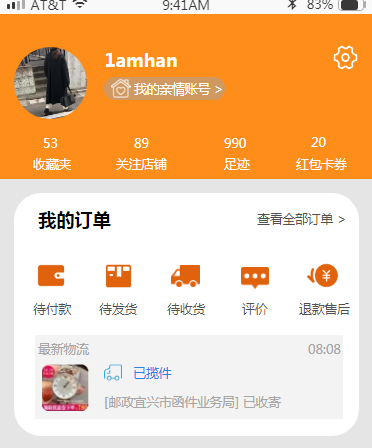 AT&T 9:41AM 83%
1amhan
我的亲情账号 >
53 89 990 20
收藏夹 关注店铺 足迹 红包卡券
我的订单 查看全部订单 >
待付款 待发货 待收货 评价 退款售后
最新物流 08:08
已揽件
[邮政宜兴市函件业务局] 已收寄